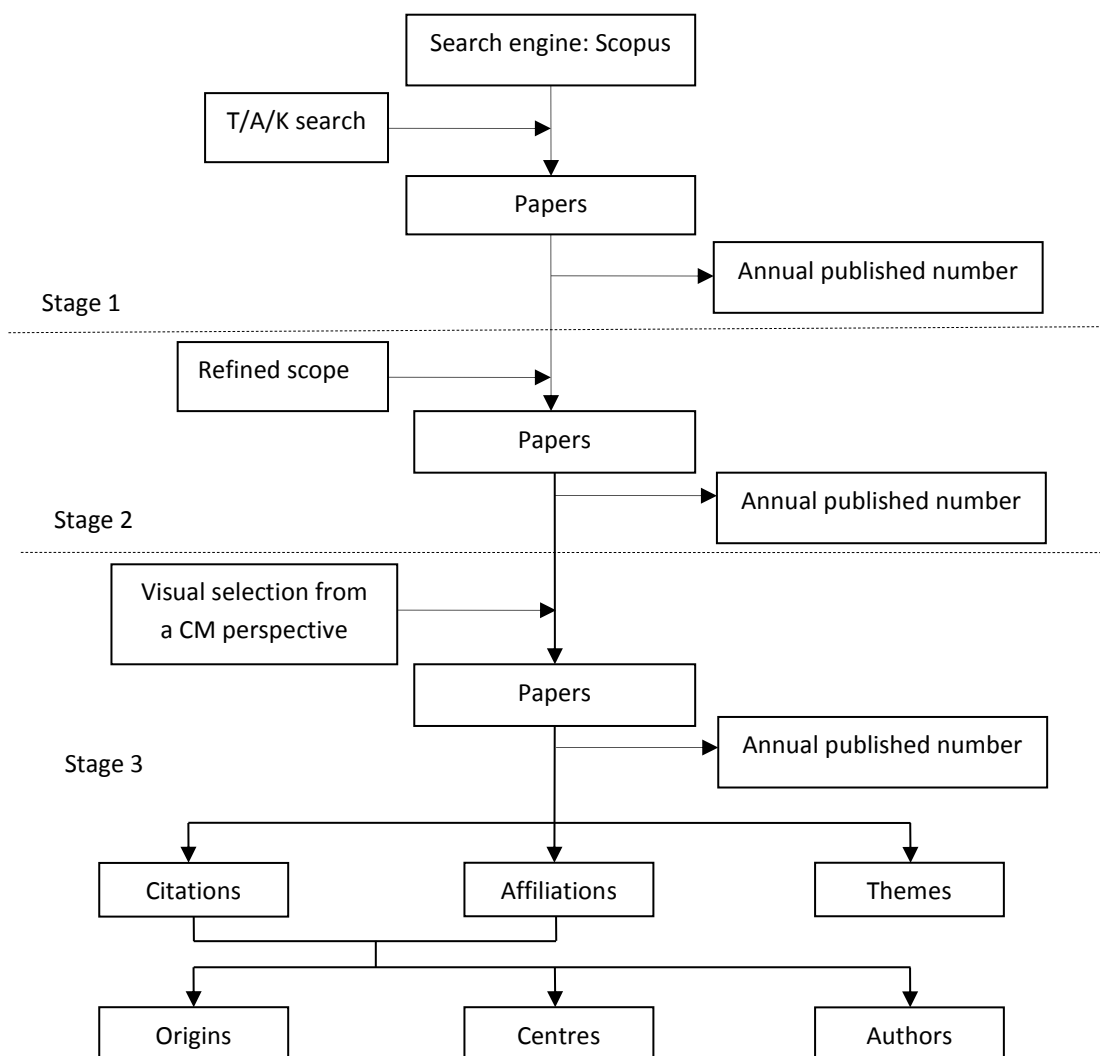 Search engine: Scopus
T/A/K search
Papers
Annual published number
Stage 1
Refined scope
Papers
Annual published number
Stage 2
Visual selection from
a CM perspective
Papers
Annual published number
Stage 3
Citations
Affiliations
Themes
Origins
Centres
Authors